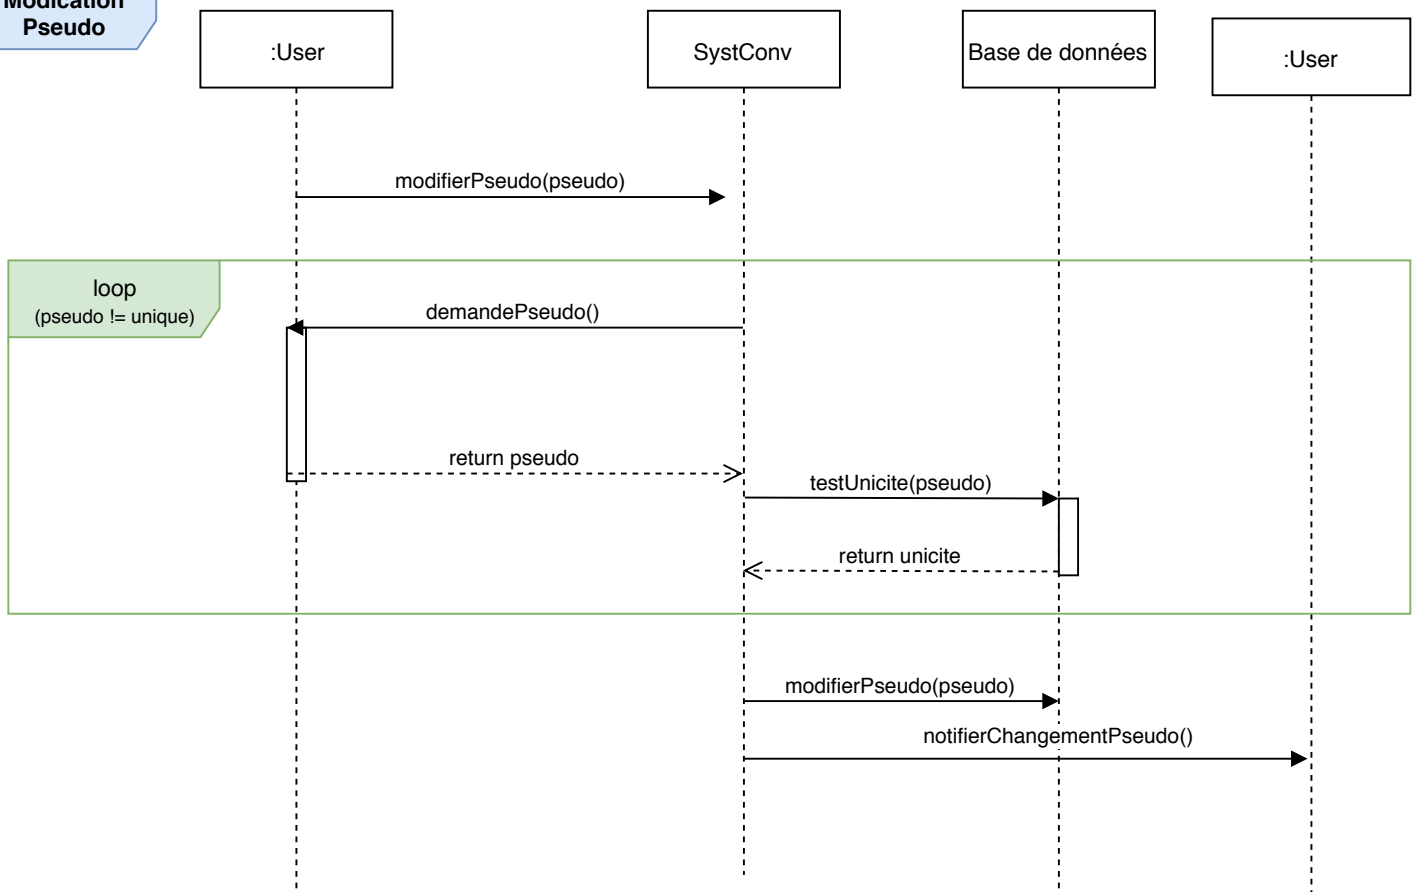 Modication
Pseudo
:User
SystConv
Base de données
:User
modifierPseudo(pseudo)
loop
(pseudo != unique)
demandePseudo()
return pseudo
testUnicite(pseudo)
return unicite
modifierPseudo(pseudo)
notifierChangementPseudo()